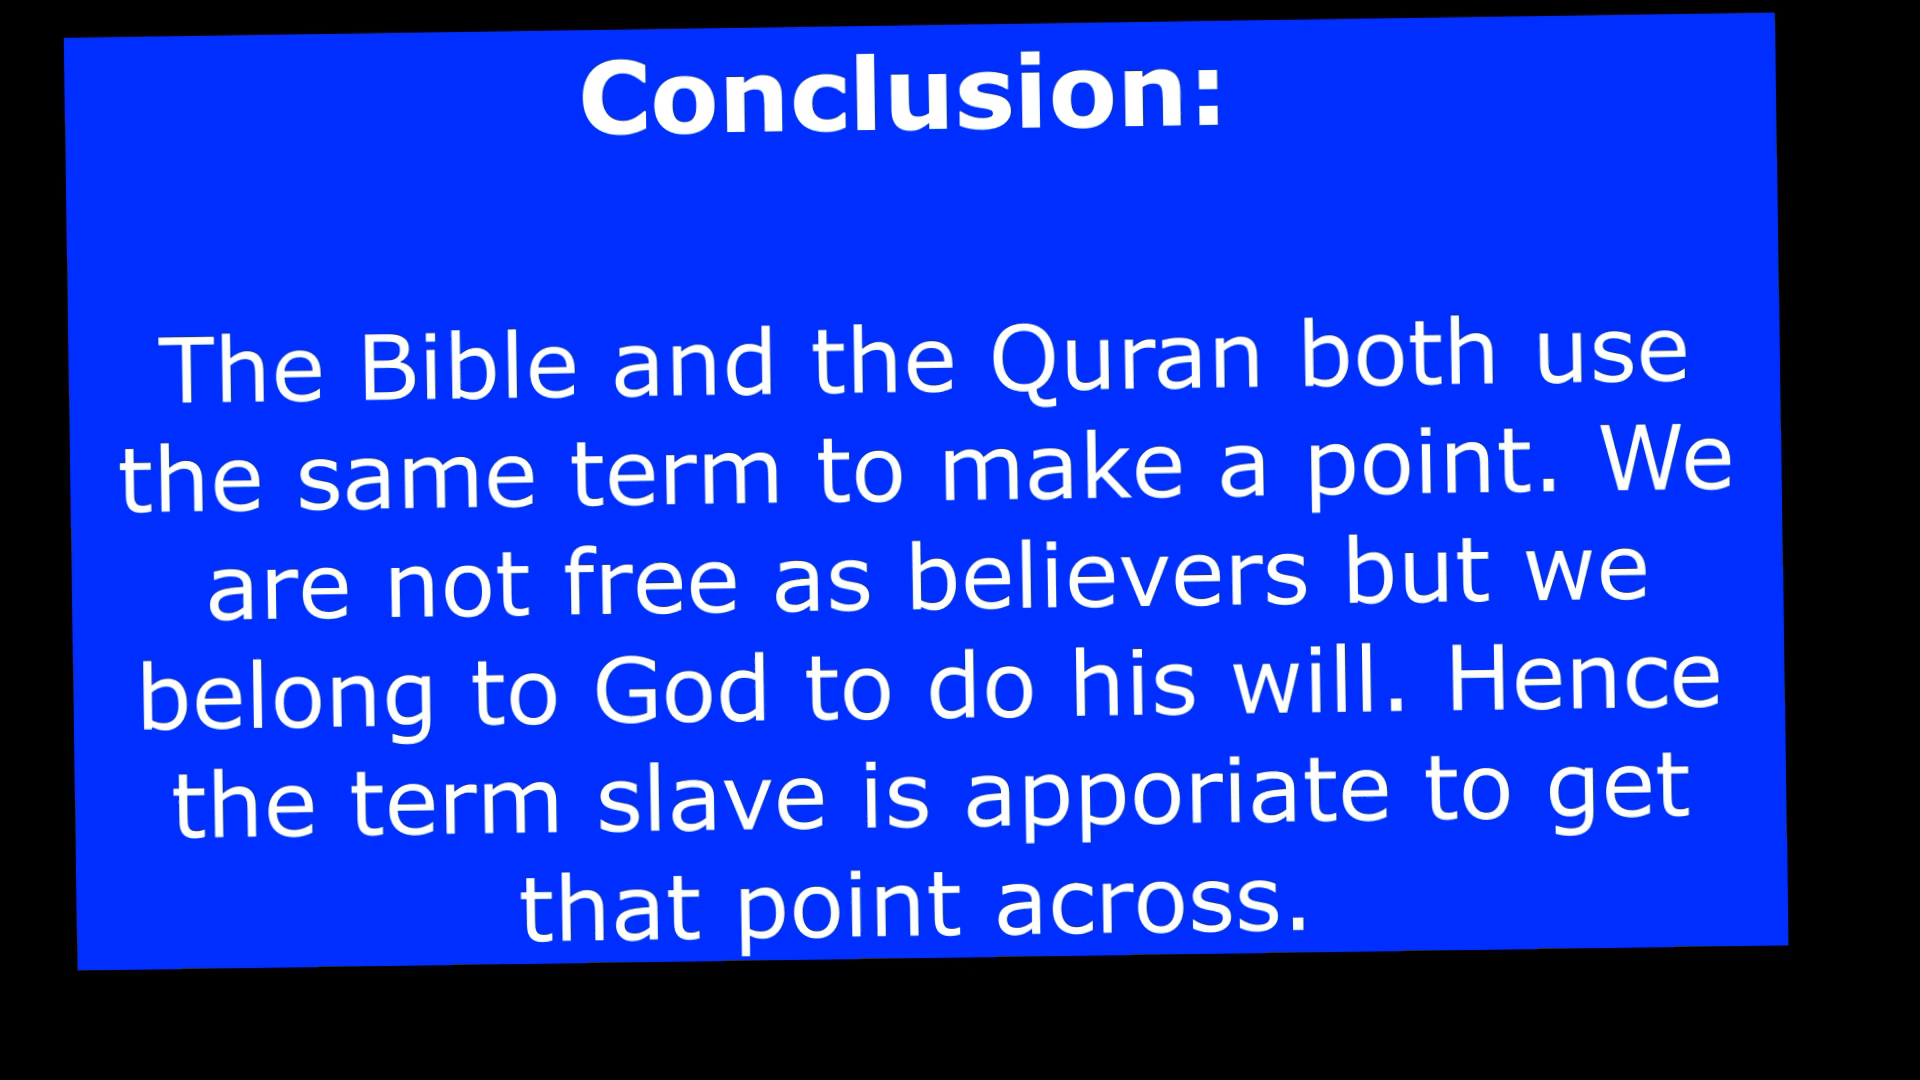 Conclusion:
The Bible and the Quran both use
the same term to make a point. We
are not free as believers but we
belong to God to do his will. Hence
the term slave is apporiate to get
that point across.